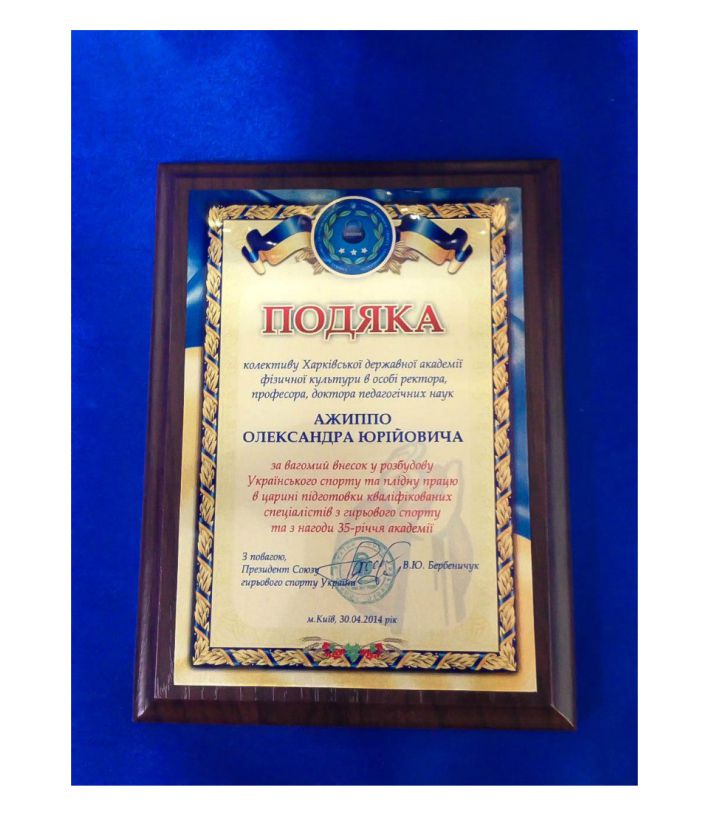 ПОДЯКА
колективу Харківської державної академії
фізичної культури в особі ректора,
професора, доктора педагогічних наук
АЖИППО
ОЛЕКСАНДРА ЮРІЙОВИЧА
за вагомий внесок у розбудову
Українського спорту та плідну працю
в царині підготовки кваліфікованих
спеціалістів з гирьового спорту
та з нагоди 35-річчя академії
З повагою,
Президент Союзу В.Ю. Бербеничук
гирьового спорту України
м.Київ, 30.04.2014 рік